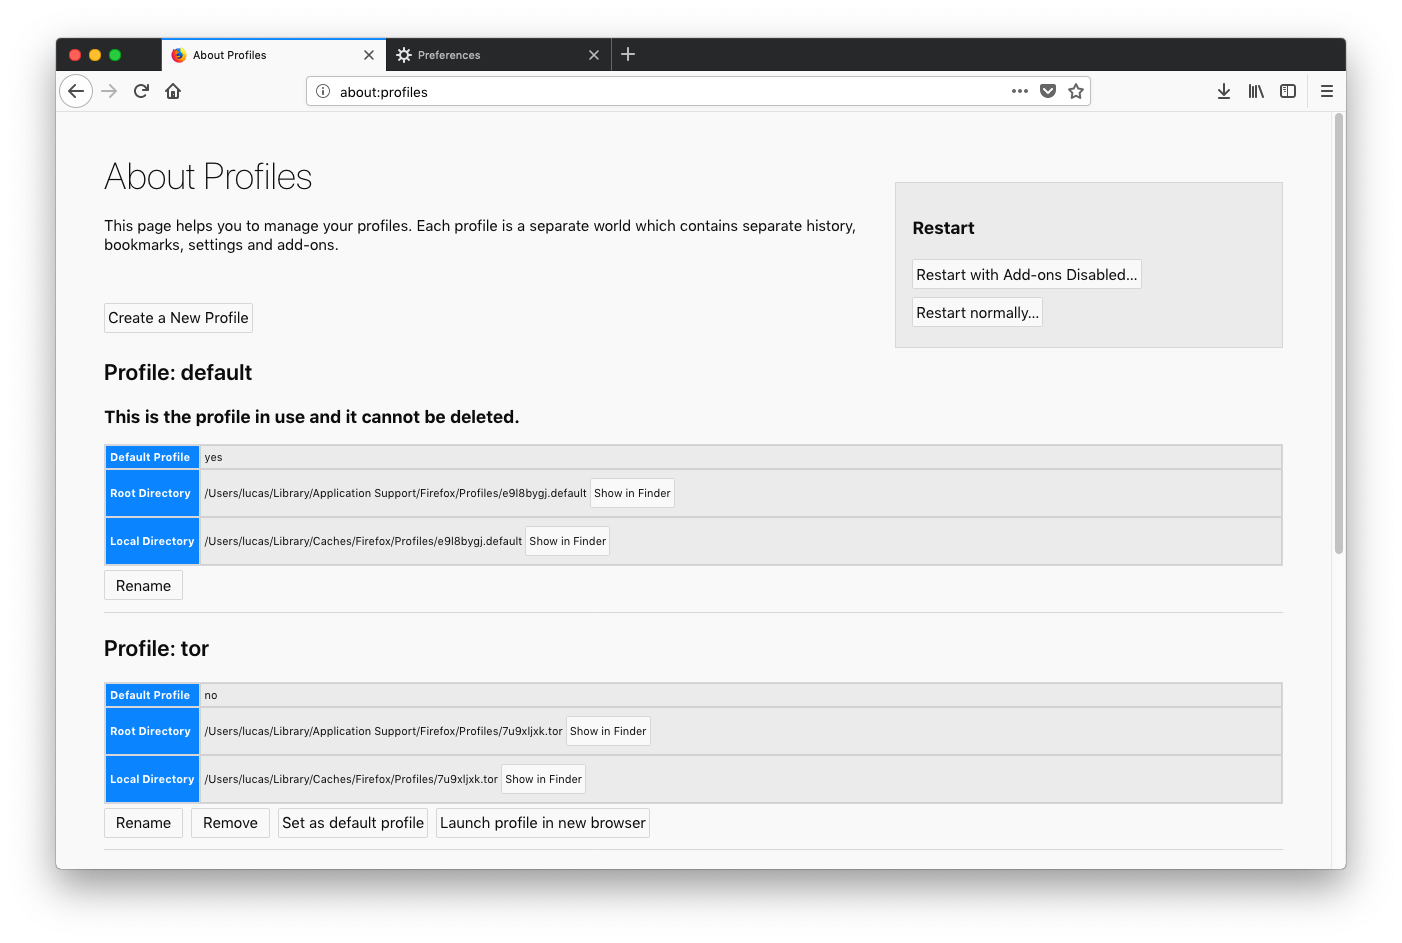 About Profiles
Preferences
about:profiles
About Profiles
This page helps you to manage your profiles. Each profile is a separate world which contains separate history,
bookmarks, settings and add-ons.
Restart
Restart with Add-ons Disabled...
Restart normally...
Create a New Profile
Profile: default
This is the profile in use and it cannot be deleted.
Default Profile yes
Root Directory /Users/lucas/Library/Application Support/Firefox/Profiles/e9l8bygj.default Show in Finder
Local Directory /Users/lucas/Library/Caches/Firefox/Profiles/e9l8bygj.default Show in Finder
Rename
Profile: tor
Default Profile no
Root Directory /Users/lucas/Library/Application Support/Firefox/Profiles/7u9xljxk.tor Show in Finder
Local Directory /Users/lucas/Library/Caches/Firefox/Profiles/7u9xljxk.tor Show in Finder
Rename Remove Set as default profile Launch profile in new browser